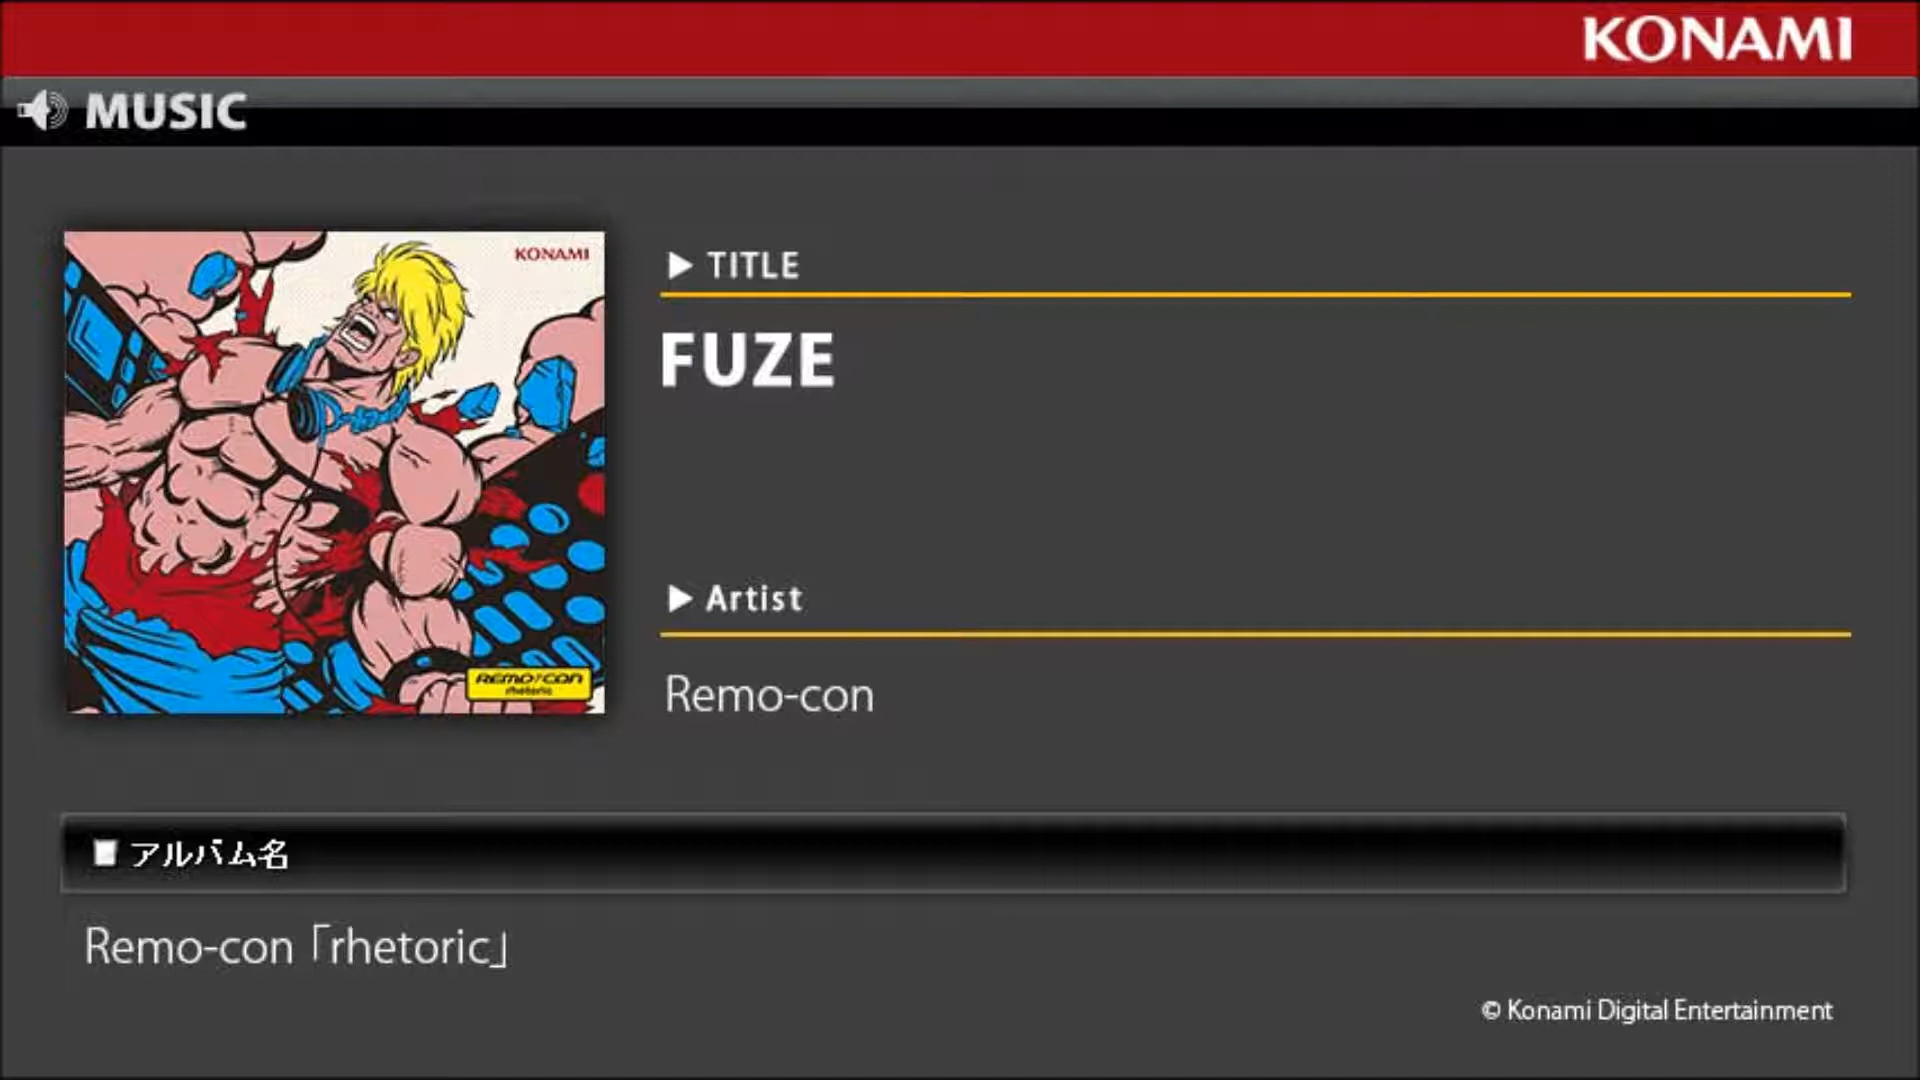 KONAMI
MUSIC
KONAMI
REMO-CON
rhetoric
▶ TITLE
FUZE
▶ Artist
Remo-con
■ アルバム名
Remo-con「rhetoric」
© Konami Digital Entertainment